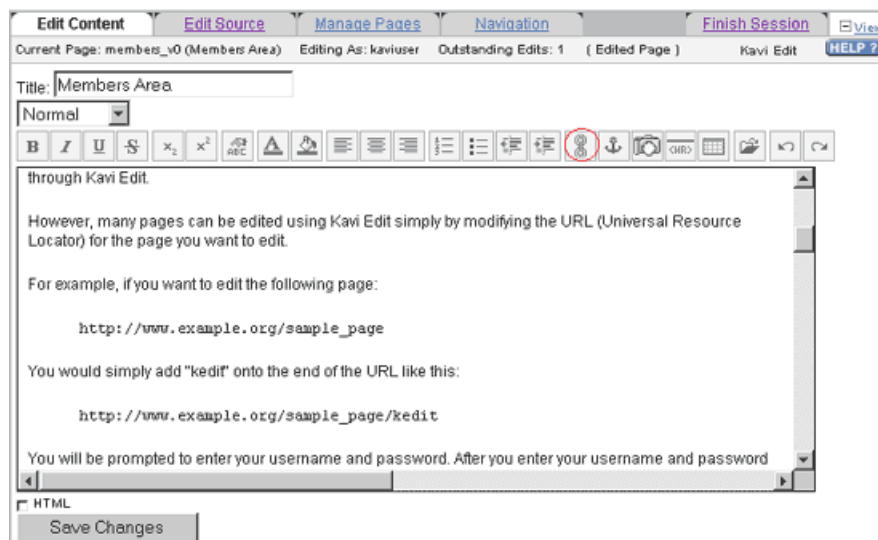 Edit Content Edit Source Manage Pages Navigation Finish Session View
Current Page: members_v0 (Members Area) Editing As: kaviuser Outstanding Edits: 1 ( Edited Page ) Kavi Edit HELP ?
Title: Members Area
Normal
B I U S x₂ x² ABC A <HR>
through Kavi Edit.
However, many pages can be edited using Kavi Edit simply by modifying the URL (Universal Resource
Locator) for the page you want to edit.
For example, if you want to edit the following page:
http://www.example.org/sample_page
You would simply add "kedit" onto the end of the URL like this:
http://www.example.org/sample_page/kedit
You will be prompted to enter your username and password. After you enter your username and password
HTML
Save Changes